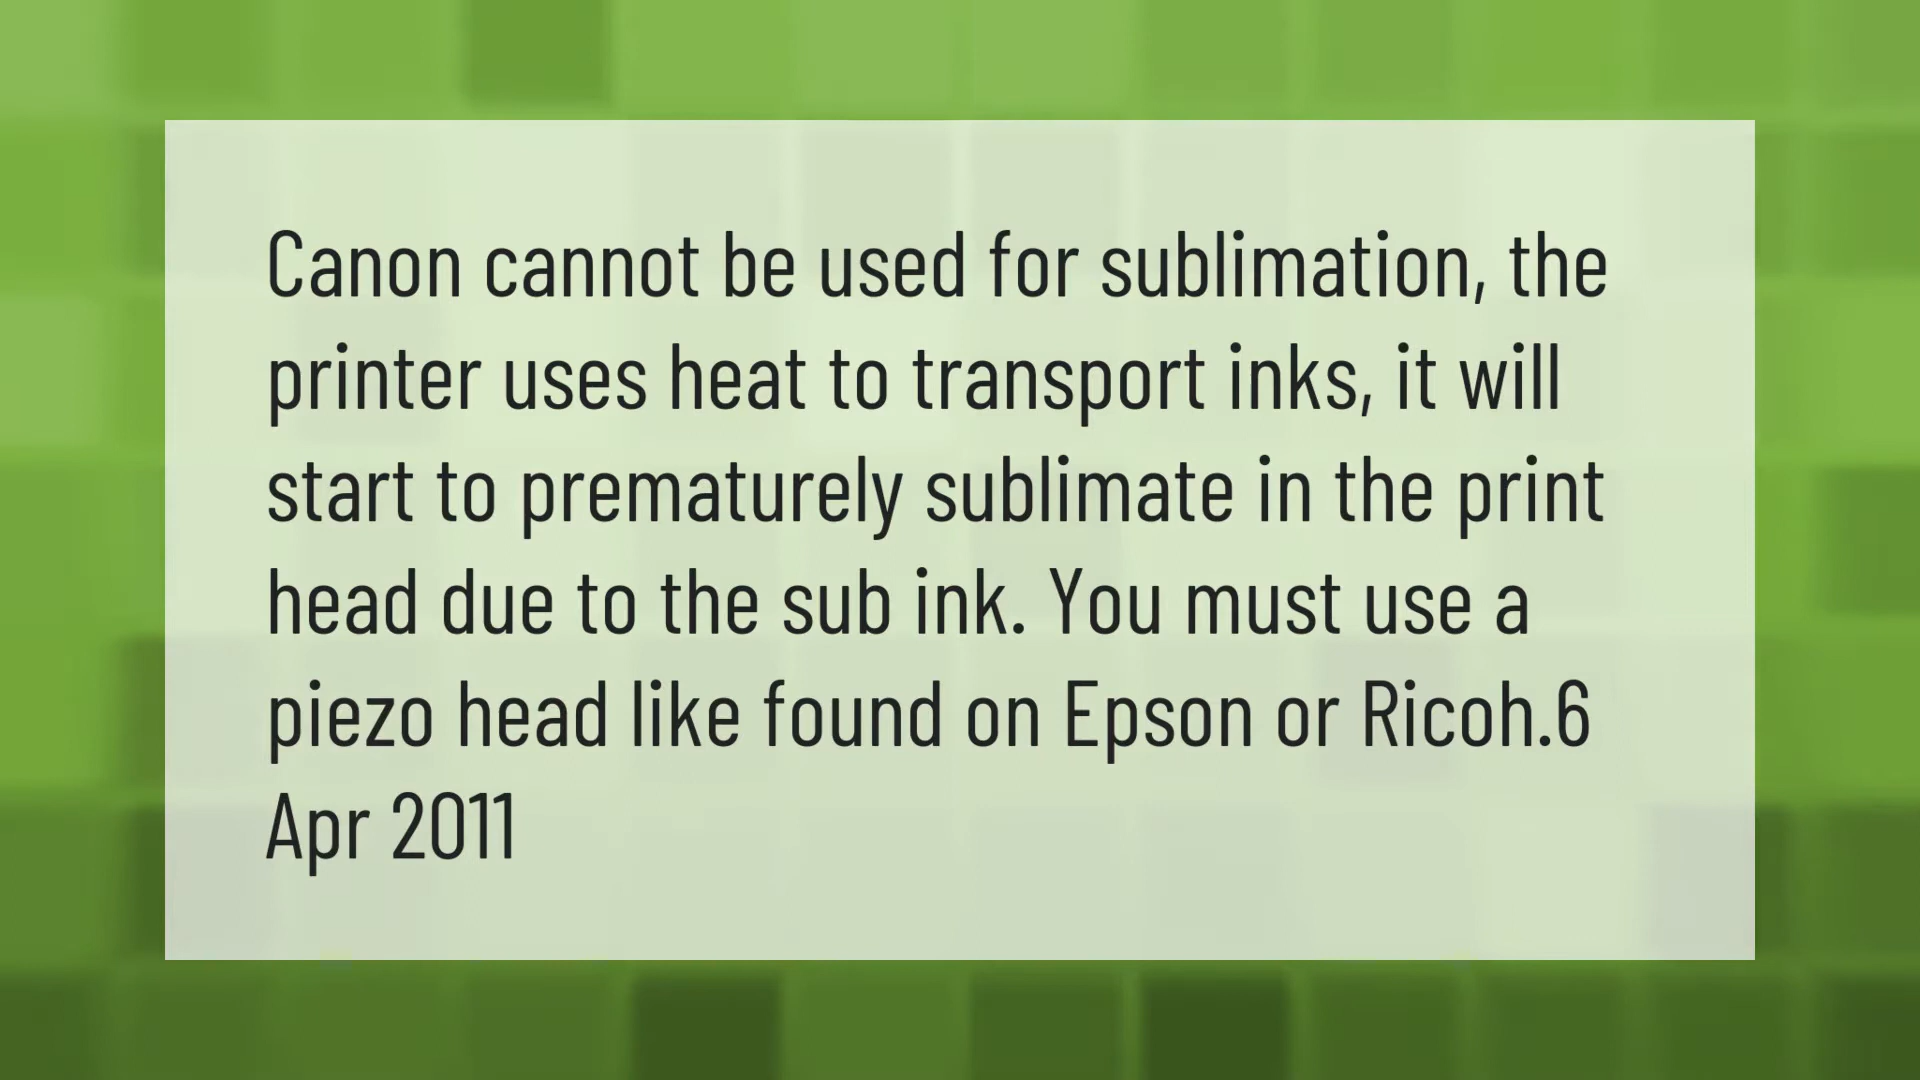 Canon cannot be used for sublimation, the
printer uses heat to transport inks, it will
start to prematurely sublimate in the print
head due to the sub ink. You must use a
piezo head like found on Epson or Ricoh.6
Apr 2011